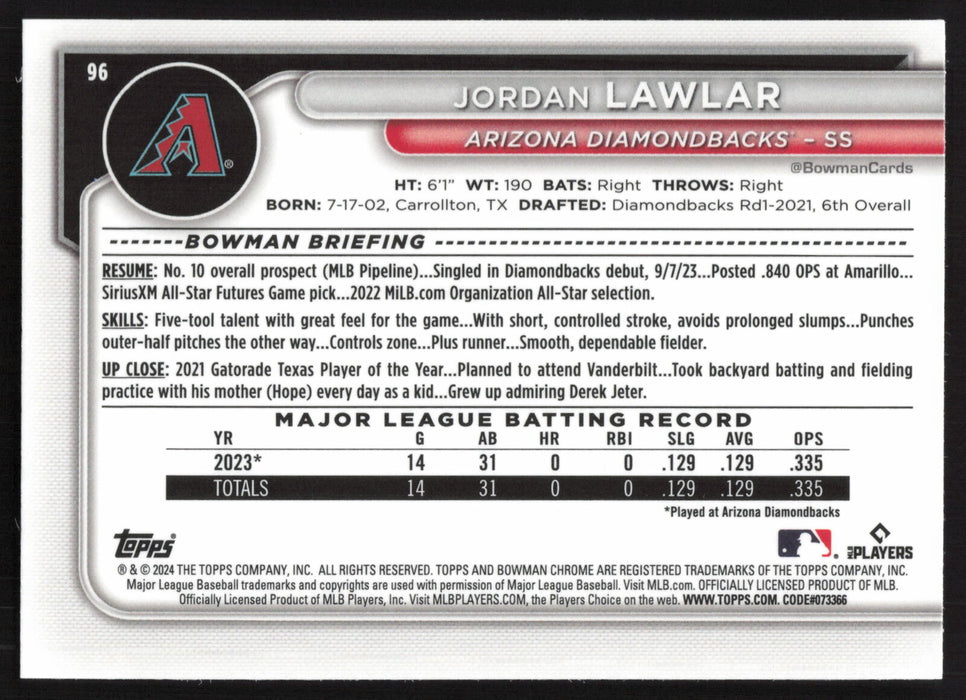 96
JORDAN LAWLAR
ARIZONA DIAMONDBACKS - SS
@BowmanCards
HT: 6'1" WT: 190 BATS: Right THROWS: Right
BORN: 7-17-02, Carrollton, TX DRAFTED: Diamondbacks Rd1-2021, 6th Overall
BOWMAN BRIEFING
RESUME: No. 10 overall prospect (MLB Pipeline)...Singled in Diamondbacks debut, 9/7/23...Posted .840 OPS at Amarillo...
SiriusXM All-Star Futures Game pick...2022 MiLB.com Organization All-Star selection.
SKILLS: Five-tool talent with great feel for the game...With short, controlled stroke, avoids prolonged slumps...Punches
outer-half pitches the other way...Controls zone...Plus runner...Smooth, dependable fielder.
UP CLOSE: 2021 Gatorade Texas Player of the Year...Planned to attend Vanderbilt...Took backyard batting and fielding
practice with his mother (Hope) every day as a kid...Grew up admiring Derek Jeter.
MAJOR LEAGUE BATTING RECORD
YR G AB HR RBI SLG AVG OPS
2023* 14 31 0 0 .129 .129 .335
TOTALS 14 31 0 0 .129 .129 .335
*Played at Arizona Diamondbacks
Topps ® MLB PLAYERS
® & © 2024 THE TOPPS COMPANY, INC. ALL RIGHTS RESERVED. TOPPS AND BOWMAN CHROME ARE REGISTERED TRADEMARKS OF THE TOPPS COMPANY, INC.
Major League Baseball trademarks and copyrights are used with permission of Major League Baseball. Visit MLB.com. OFFICIALLY LICENSED PRODUCT OF MLB.
Officially Licensed Product of MLB Players, Inc. Visit MLBPLAYERS.COM, the Players Choice on the web. WWW.TOPPS.COM. CODE#073366